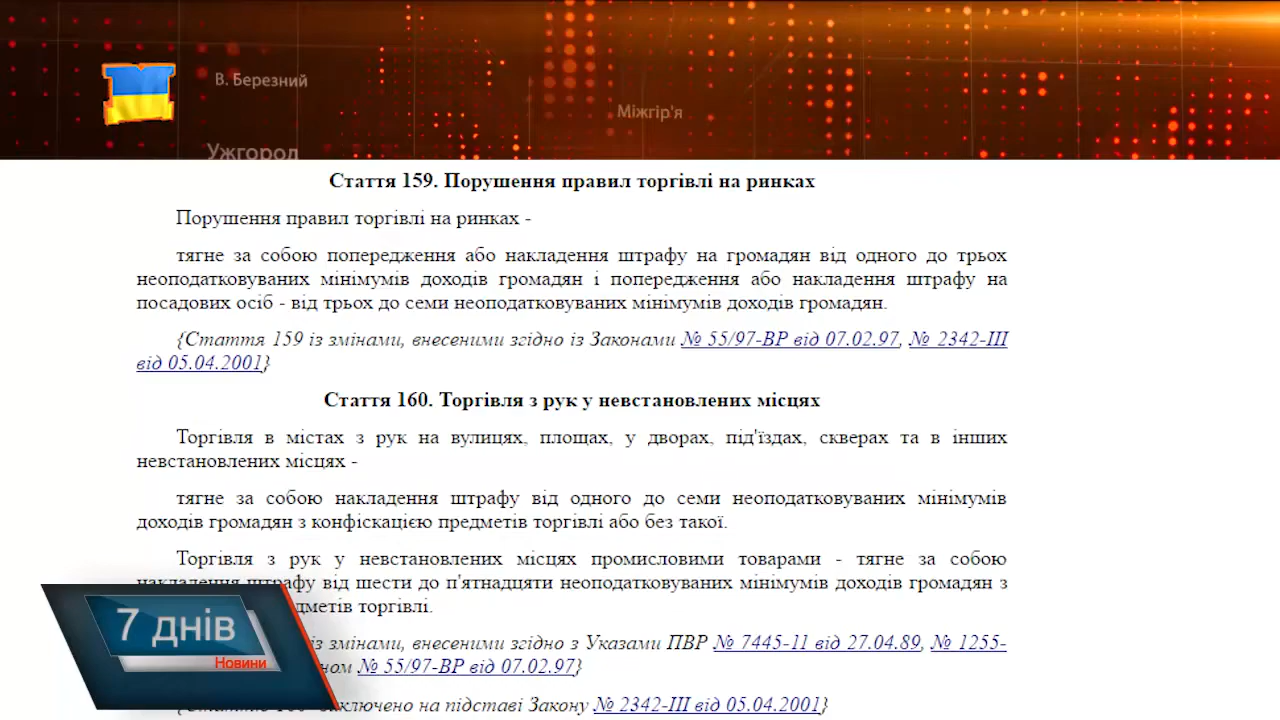 В. Березний
Міжгір'я
Ужгород
Стаття 159. Порушення правил торгівлі на ринках
Порушення правил торгівлі на ринках -
тягне за собою попередження або накладення штрафу на громадян від одного до трьох
неоподатковуваних мінімумів доходів громадян і попередження або накладення штрафу на
посадових осіб - від трьох до семи неоподатковуваних мінімумів доходів громадян.
{Стаття 159 із змінами, внесеними згідно із Законами № 55/97-ВР від 07.02.97, № 2342-III
від 05.04.2001}
Стаття 160. Торгівля з рук у невстановлених місцях
Торгівля в містах з рук на вулицях, площах, у дворах, під'їздах, скверах та в інших
невстановлених місцях -
тягне за собою накладення штрафу від одного до семи неоподатковуваних мінімумів
доходів громадян з конфіскацією предметів торгівлі або без такої.
Торгівля з рук у невстановлених місцях промисловими товарами - тягне за собою
накладення штрафу від шести до п'ятнадцяти неоподатковуваних мінімумів доходів громадян з
торгівлі.
із змінами, внесеними згідно з Указами ПВР № 7445-11 від 27.04.89, № 1255-
№ 55/97-ВР від 07.02.97}
виключено на підставі Закону № 2342-III від 05.04.2001}
7 днів
Новини